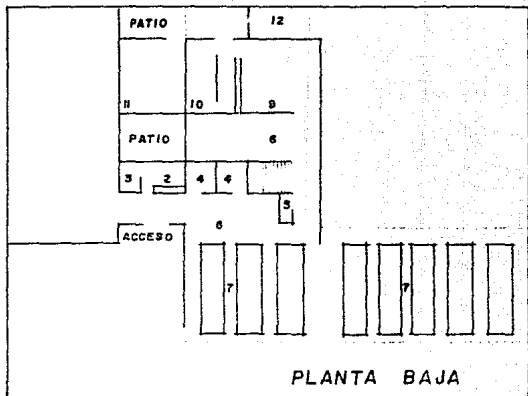 PATIO 12
11 10 9
PATIO 6
3 2 4 4
5
ACCESO 6
7 7
PLANTA BAJA